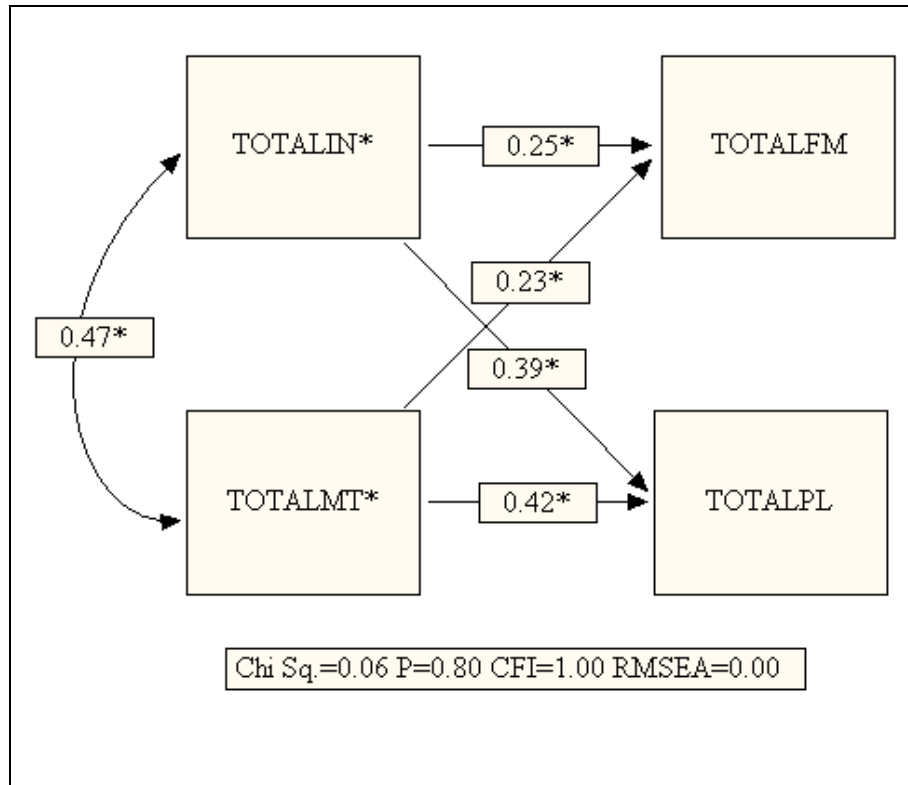 TOTALIN*
0.25*
TOTALFM
0.23*
0.47*
0.39*
TOTALMT*
0.42*
TOTALPL
Chi Sq.=0.06 P=0.80 CFI=1.00 RMSEA=0.00